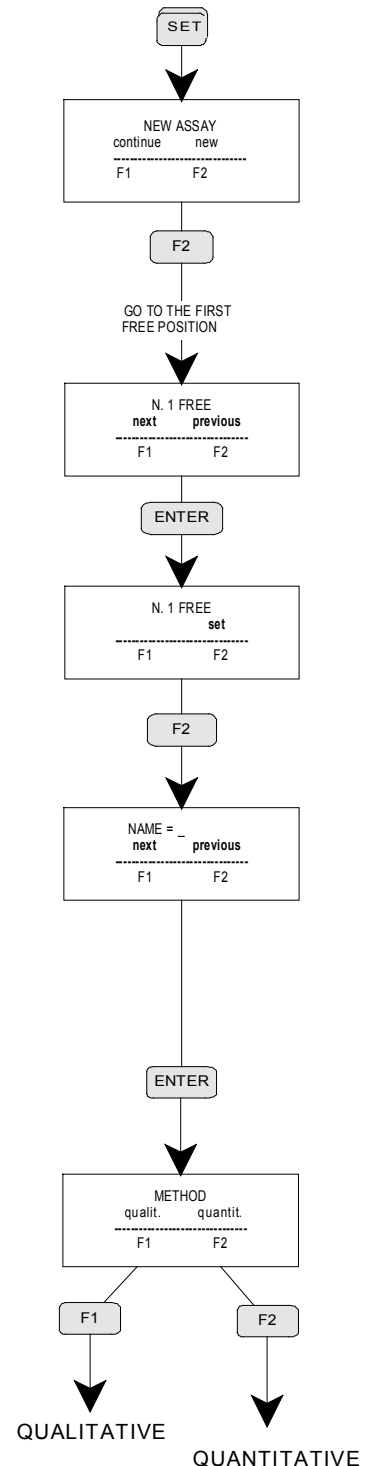 SET
NEW ASSAY
continue new
--------------------------------
F1 F2
F2
GO TO THE FIRST
FREE POSITION
N. 1 FREE
next previous
--------------------------------
F1 F2
ENTER
N. 1 FREE
set
--------------------------------
F1 F2
F2
NAME = _
next previous
--------------------------------
F1 F2
ENTER
METHOD
qualit. quantit.
--------------------------------
F1 F2
F1 F2
QUALITATIVE
QUANTITATIVE